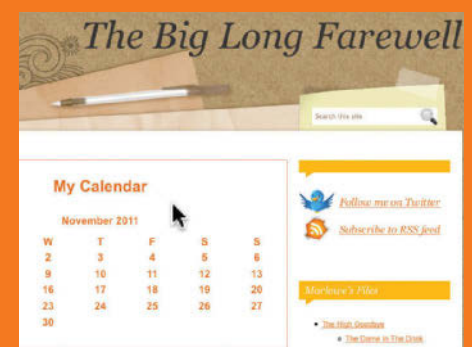 The Big Long Farewell
Search this site
My Calendar
November 2011
W T F S S
2 3 4 5 6
9 10 11 12 13
16 17 18 19 20
23 24 25 26 27
30
Follow me on Twitter
Subscribe to RSS feed
Marlowe's Files
The High Goodbye
The Dame in The Drink